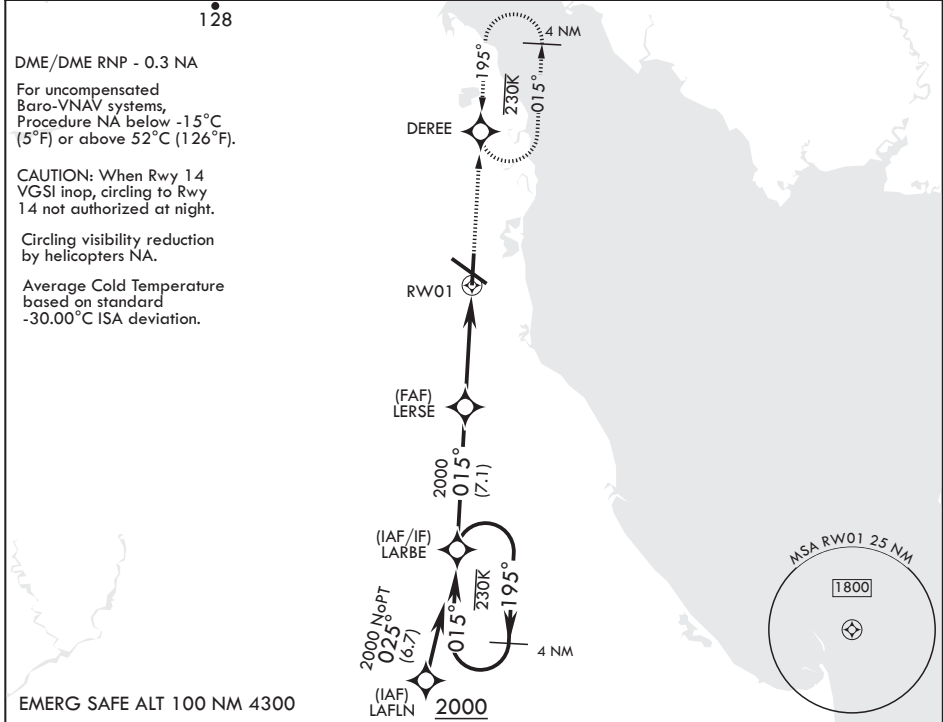 128
DME/DME RNP - 0.3 NA
For uncompensated
Baro-VNAV systems,
Procedure NA below -15°C
(5°F) or above 52°C (126°F).
CAUTION: When Rwy 14
VGSI inop, circling to Rwy
14 not authorized at night.
Circling visibility reduction
by helicopters NA.
Average Cold Temperature
based on standard
-30.00°C ISA deviation.
4 NM
195°
230K
015°
DEREE
RW01
(FAF)
LERSE
2000
015°
(7.1)
(IAF/IF)
LARBE
2000 NoPT
025°
(6.7)
015°
230K
195°
4 NM
(IAF)
LAFLN
2000
MSA RW01 25 NM
1800
EMERG SAFE ALT 100 NM 4300